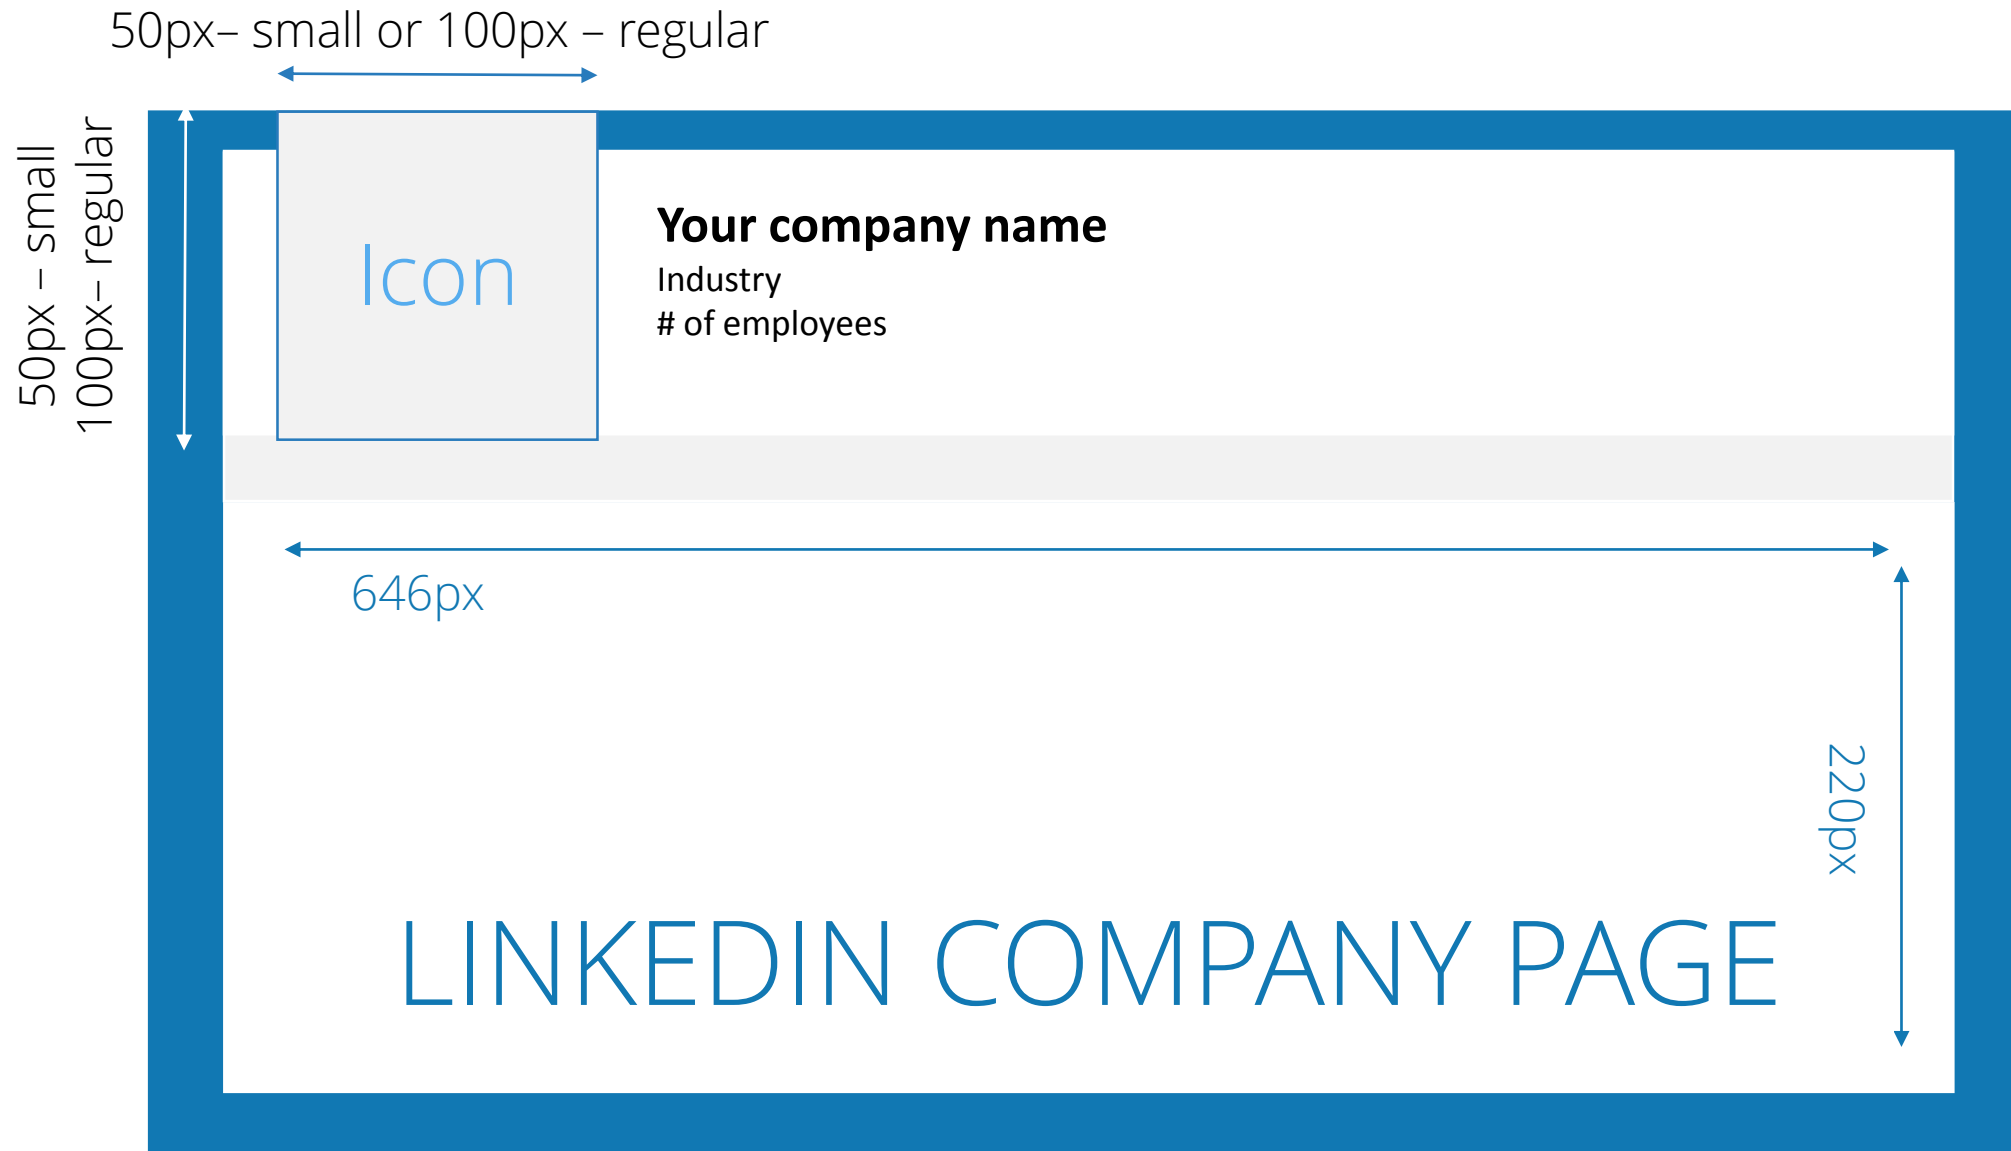 50px– small or 100px – regular
50px – small
100px– regular
Icon
Your company name
Industry
# of employees
646px
220px
LINKEDIN COMPANY PAGE